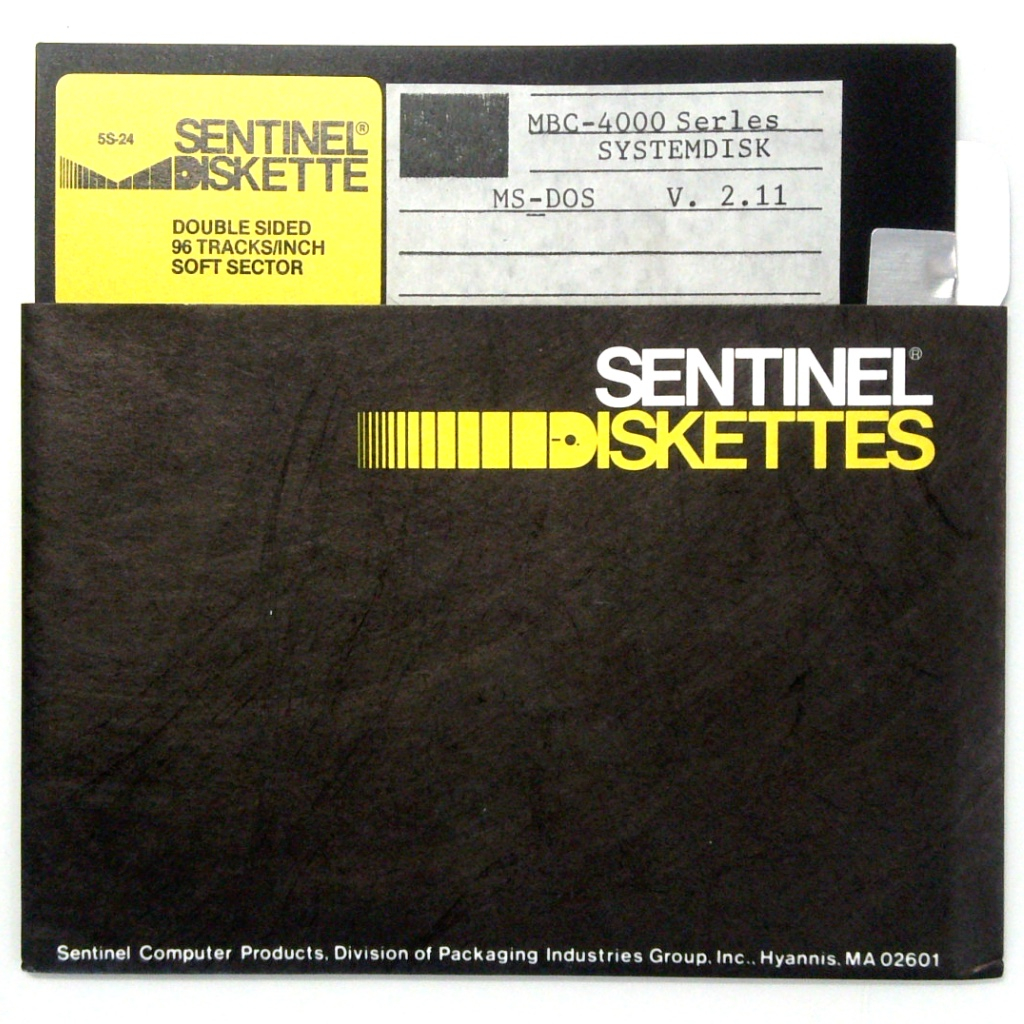 5S-24
SENTINEL®
DISKETTE
DOUBLE SIDED
96 TRACKS/INCH
SOFT SECTOR
MBC-4000 Series
SYSTEMDISK
MS-DOS V. 2.11
SENTINEL®
DISKETTES
Sentinel Computer Products, Division of Packaging Industries Group, Inc., Hyannis, MA 02601